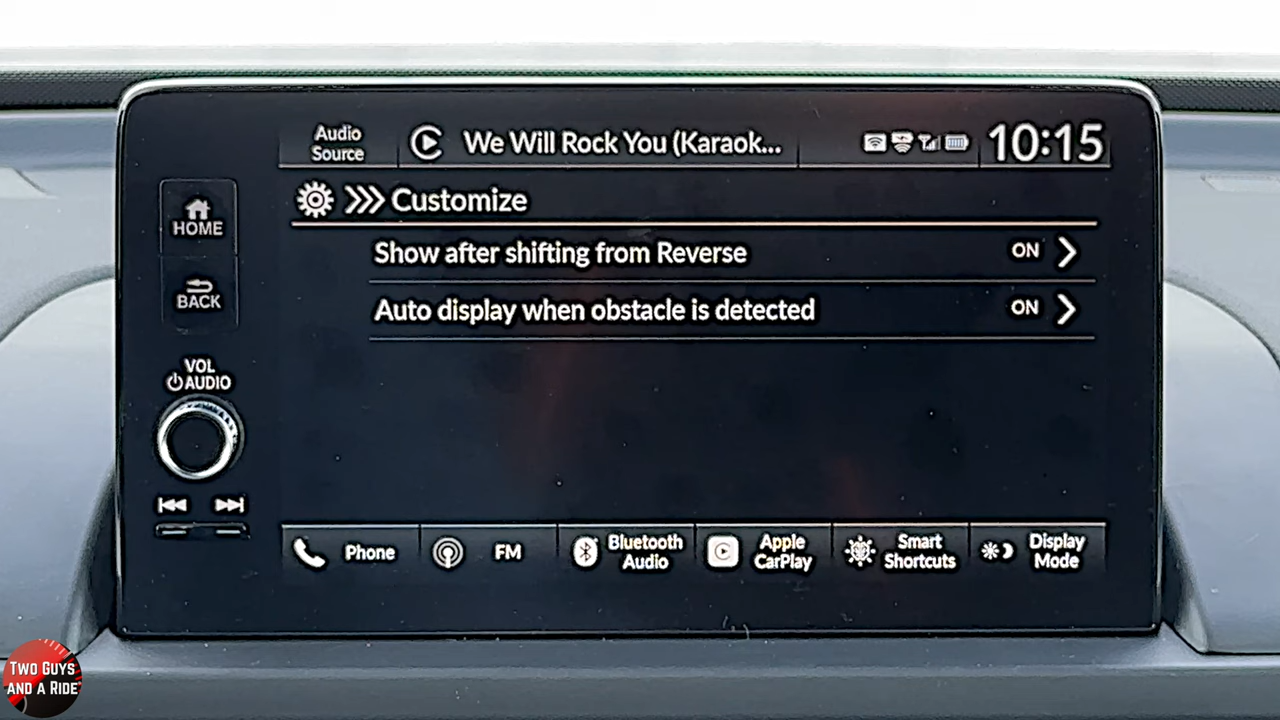 Audio
Source
We Will Rock You (Karaok...
10:15
HOME
BACK
VOL
AUDIO
Customize
Show after shifting from Reverse
ON
Auto display when obstacle is detected
ON
Phone
FM
Bluetooth
Audio
Apple
CarPlay
Smart
Shortcuts
Display
Mode
TWO GUYS
AND A RIDE